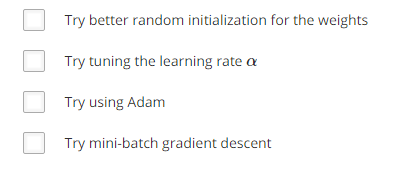 Try better random initialization for the weights
Try tuning the learning rate α
Try using Adam
Try mini-batch gradient descent